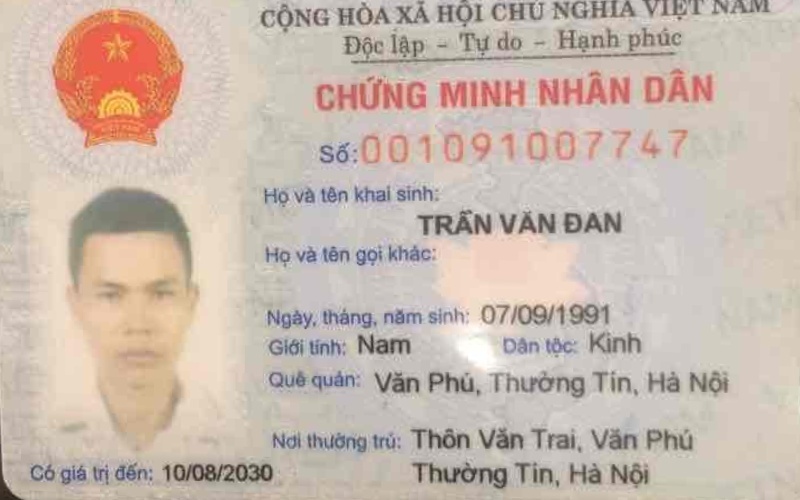 CỘNG HÒA XÃ HỘI CHỦ NGHĨA VIỆT NAM
Độc lập - Tự do - Hạnh phúc
CHỨNG MINH NHÂN DÂN
Số: 001091007747
Họ và tên khai sinh:
TRẦN VĂN ĐAN
Họ và tên gọi khác:
Ngày, tháng, năm sinh: 07/09/1991
Giới tính: Nam Dân tộc: Kinh
Quê quán: Văn Phú, Thường Tín, Hà Nội
Nơi thường trú: Thôn Văn Trai, Văn Phú
Thường Tín, Hà Nội
Có giá trị đến: 10/08/2030